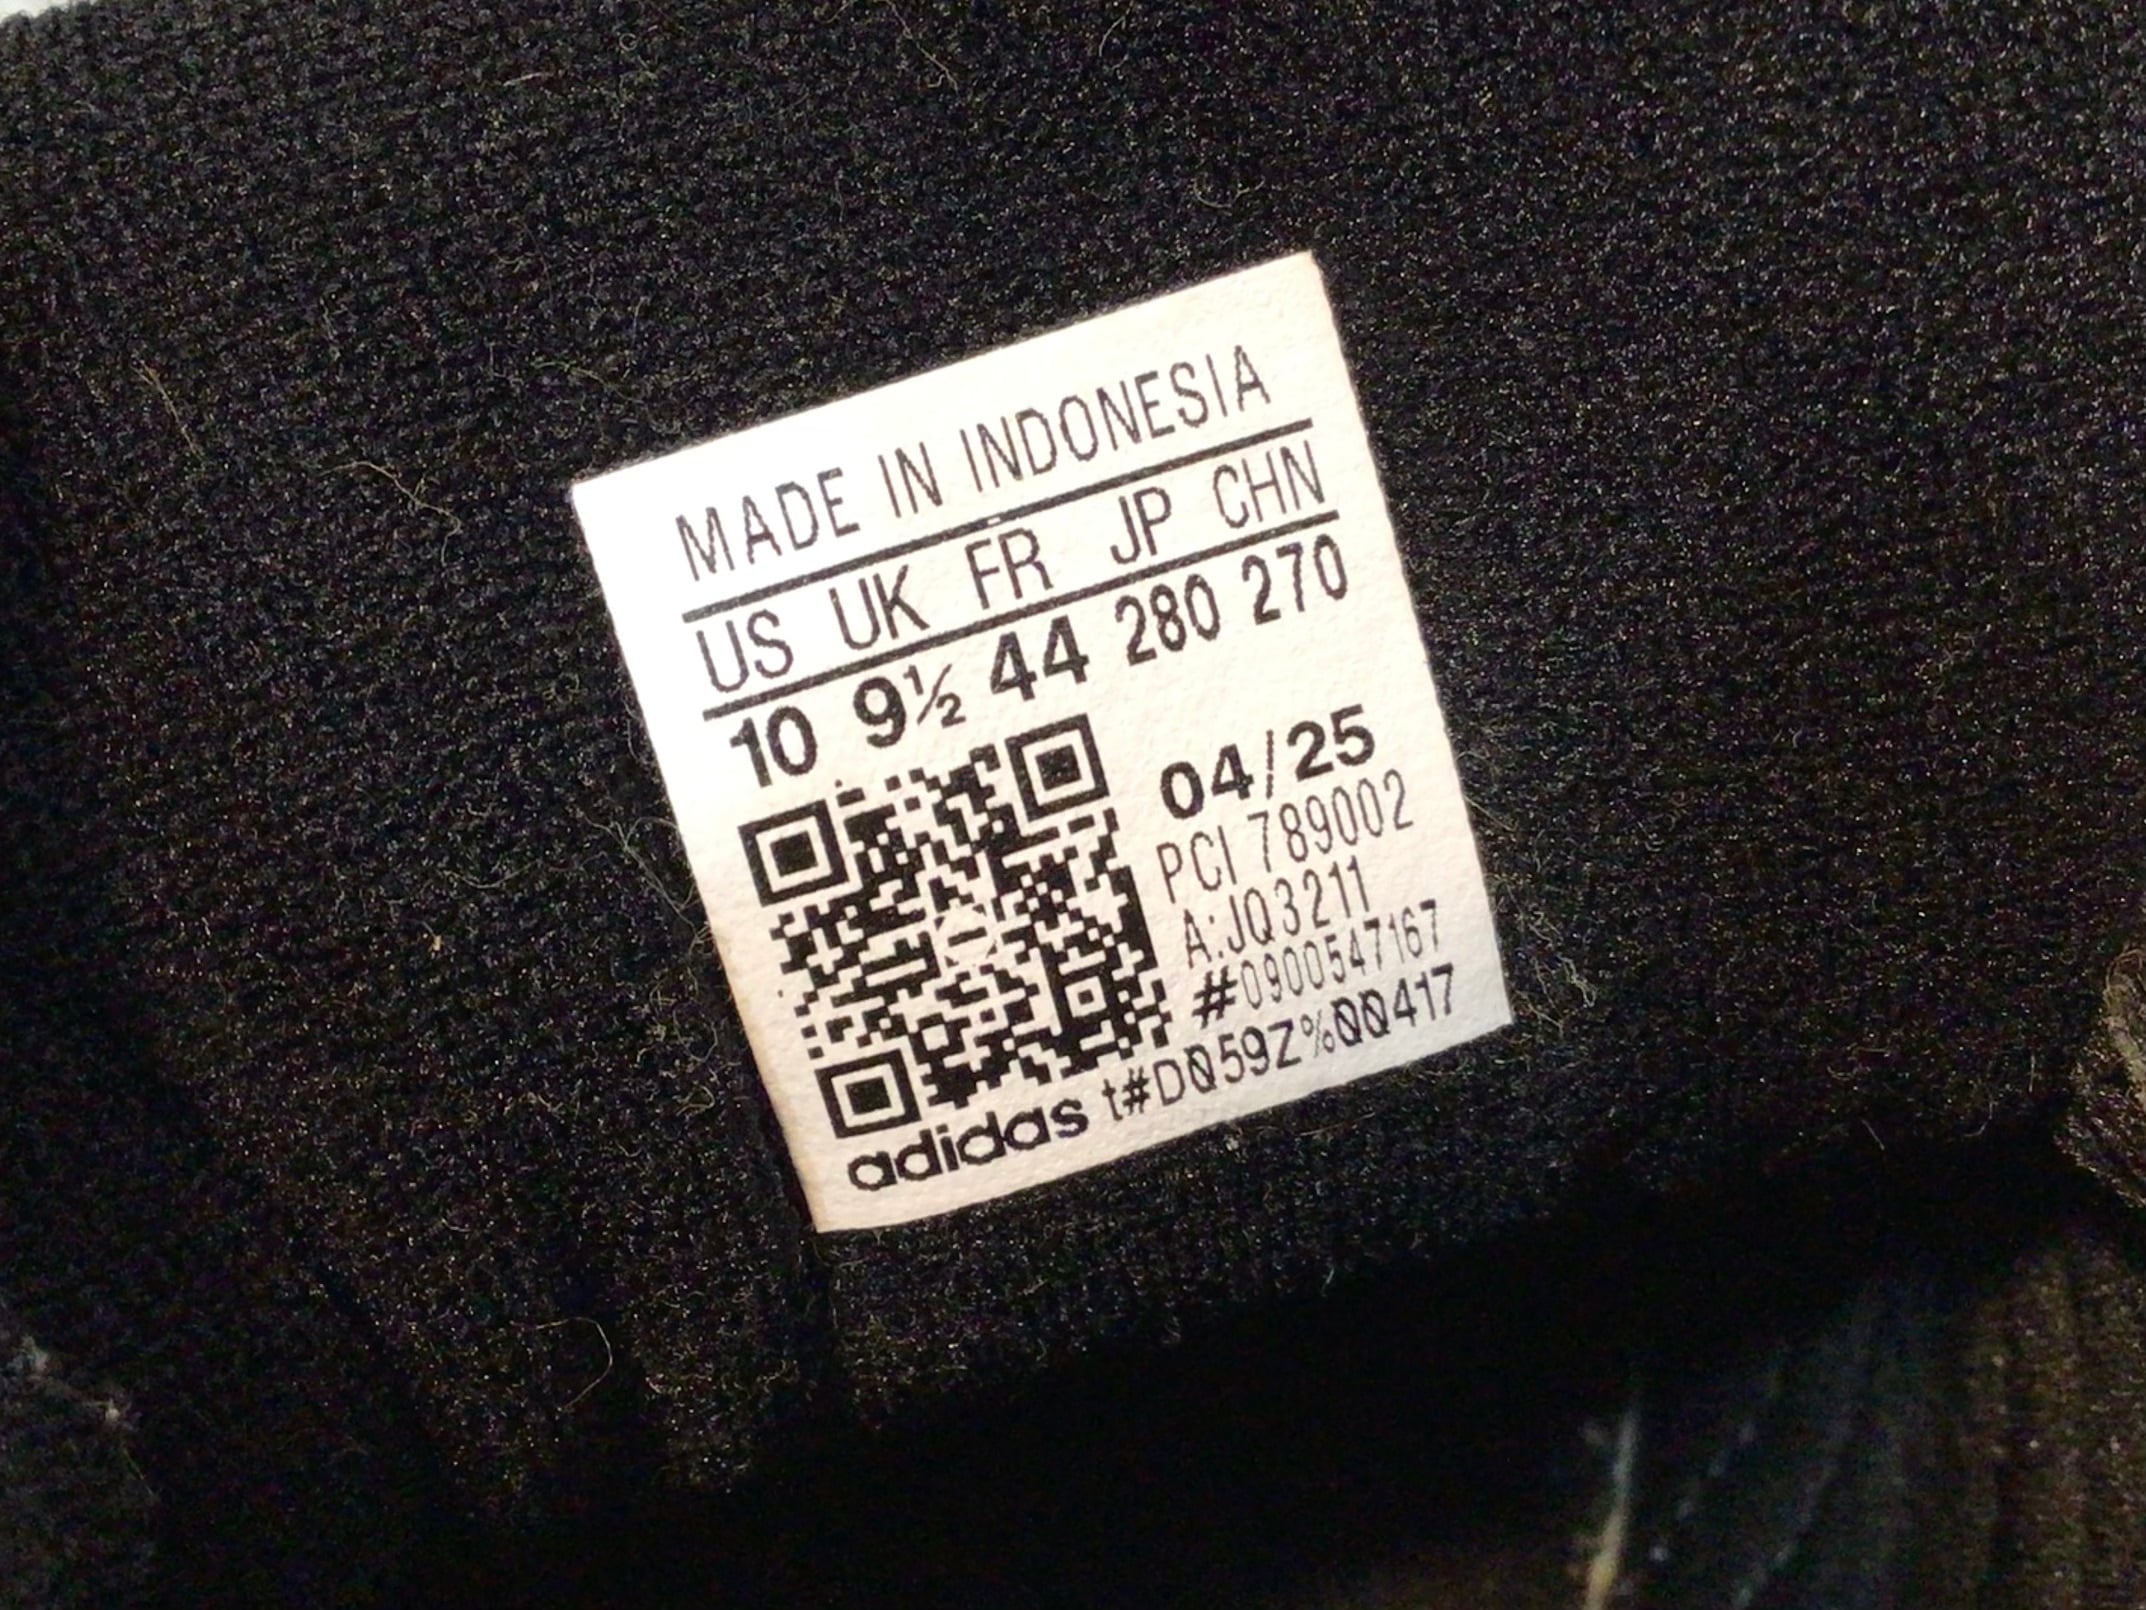 MADE IN INDONESIA
US UK FR JP CHN
10 9½ 44 280 270
04/25
PCI 789002
A:JQ3211
#0900547167
adidas t#D059Z%00417